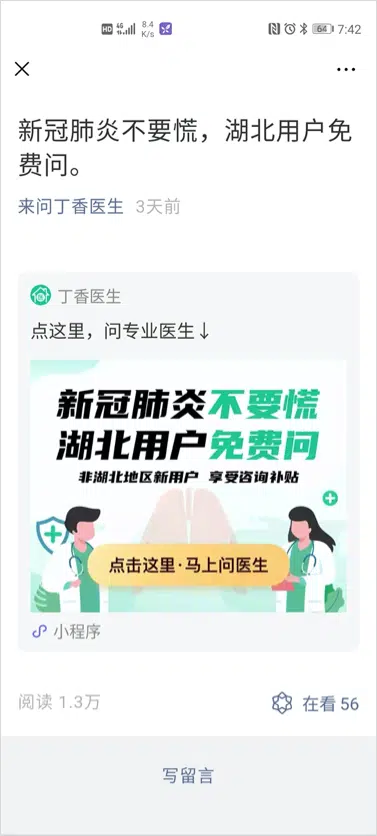 HD 4G 8.4 K/s 64 7:42
新冠肺炎不要慌，湖北用户免
费问。
来问丁香医生 3天前
丁香医生
点这里，问专业医生↓
新冠肺炎不要慌
湖北用户免费问
非湖北地区新用户 享受咨询补贴
点击这里·马上问医生
小程序
阅读 1.3万 在看 56
写留言